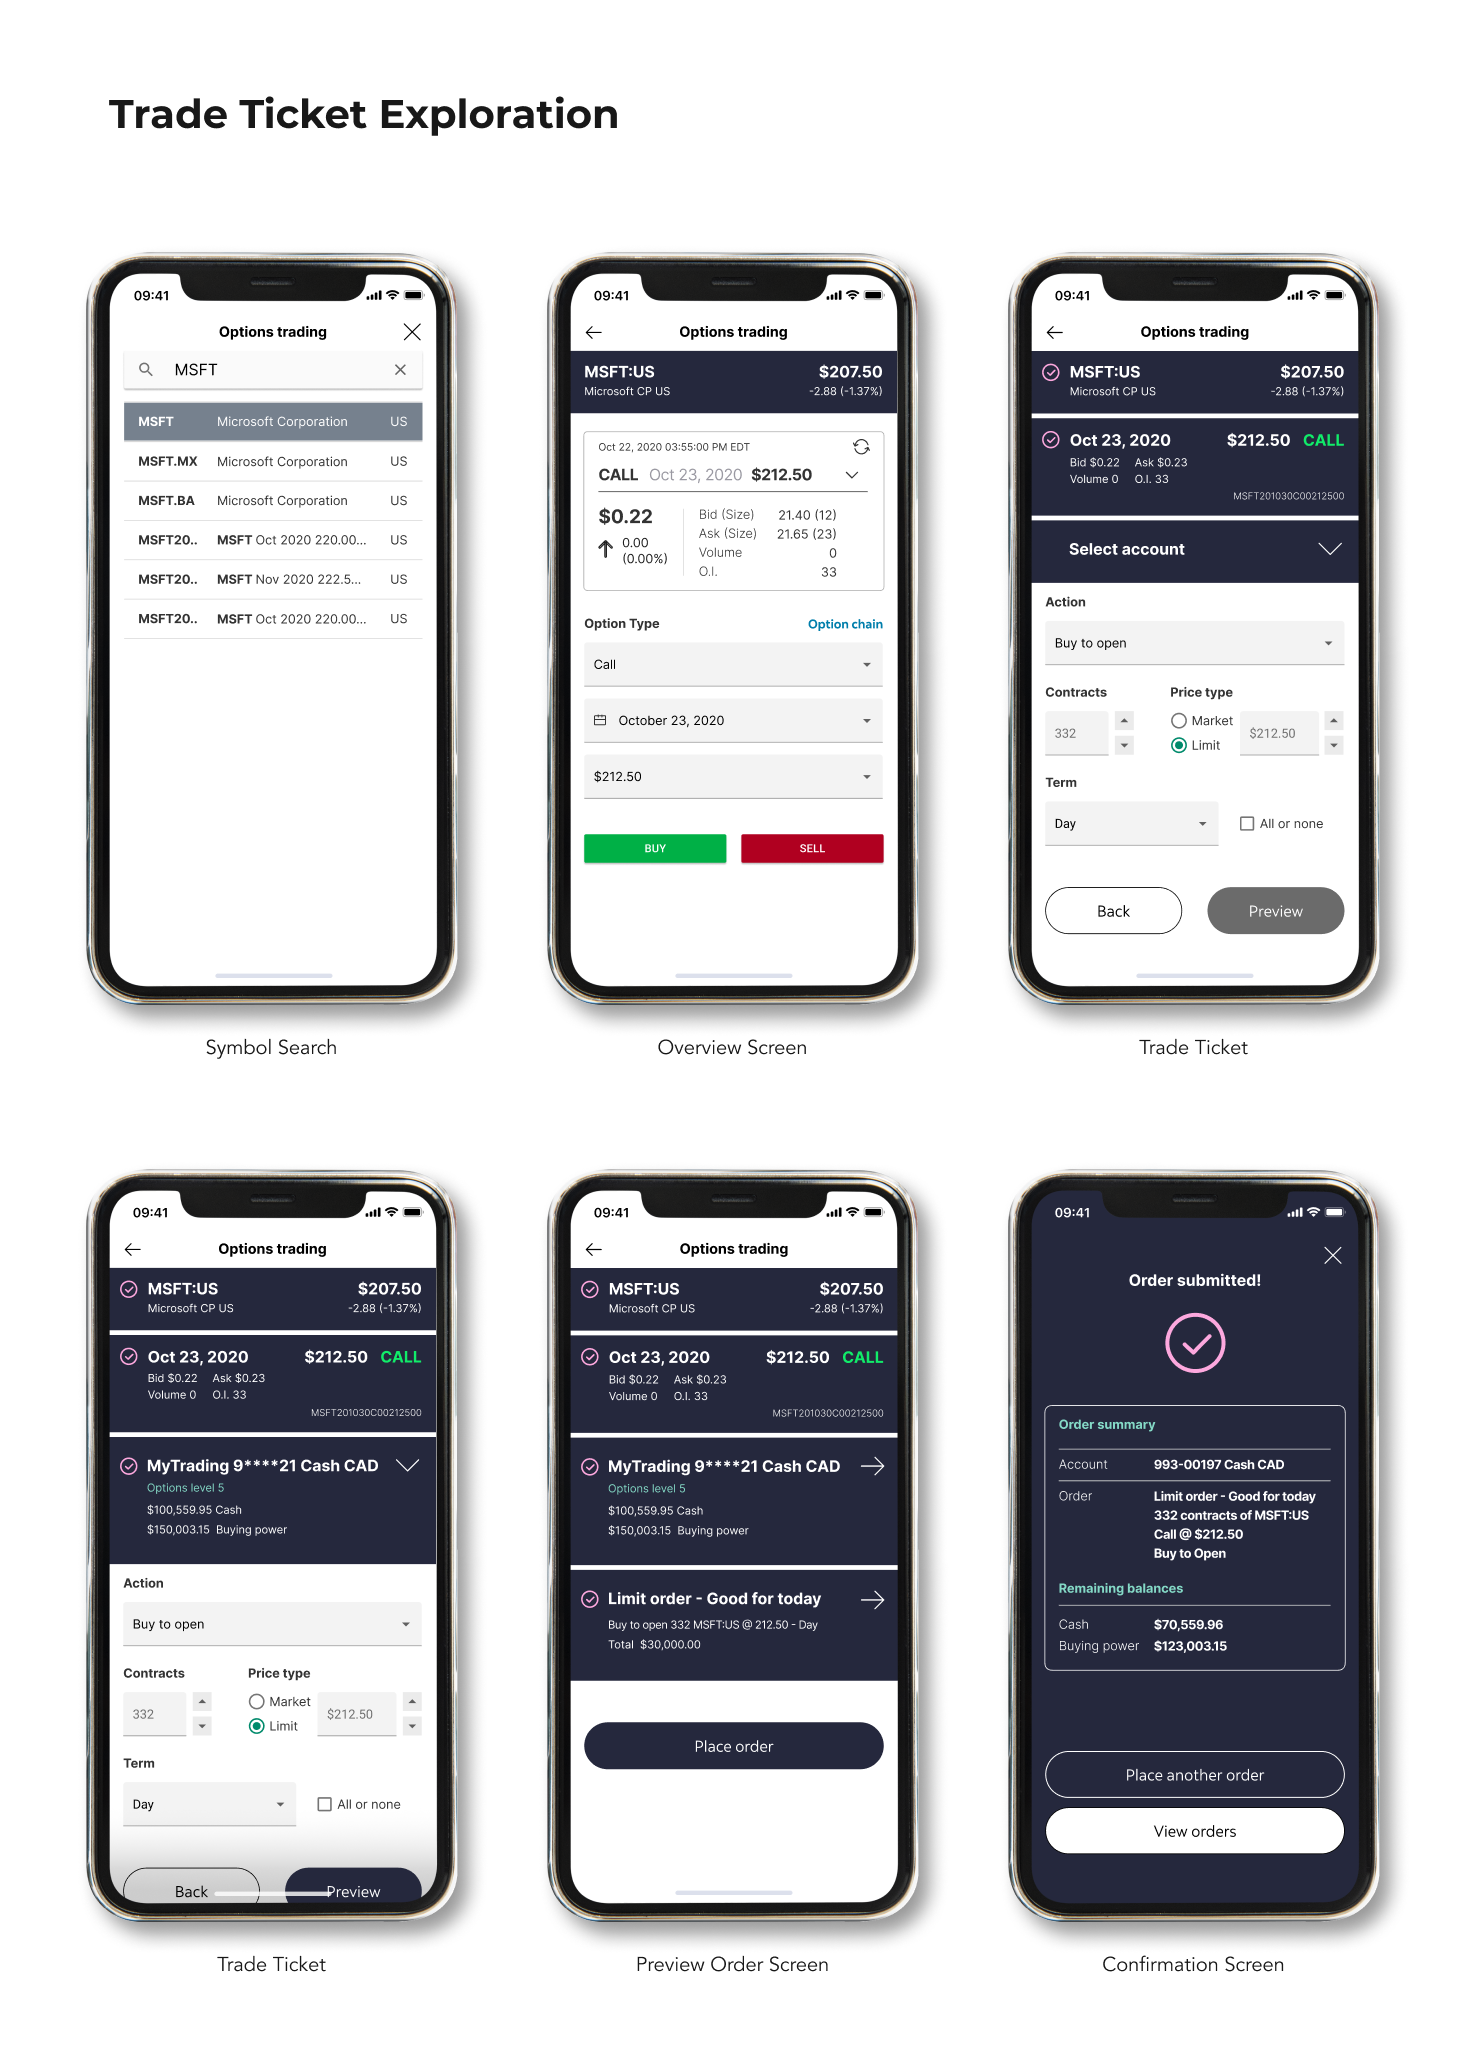 Trade Ticket Exploration
09:41
Options trading
MSFT
MSFT Microsoft Corporation US
MSFT.MX Microsoft Corporation US
MSFT.BA Microsoft Corporation US
MSFT20.. MSFT Oct 2020 220.00... US
MSFT20.. MSFT Nov 2020 222.5... US
MSFT20.. MSFT Oct 2020 220.00... US
Symbol Search
09:41
Options trading
MSFT:US $207.50
Microsoft CP US -2.88 (-1.37%)
Oct 22, 2020 03:55:00 PM EDT
CALL Oct 23, 2020 $212.50
$0.22
0.00
(0.00%)
Bid (Size) 21.40 (12)
Ask (Size) 21.65 (23)
Volume 0
O.I. 33
Option Type Option chain
Call
October 23, 2020
$212.50
BUY SELL
Overview Screen
09:41
Options trading
MSFT:US $207.50
Microsoft CP US -2.88 (-1.37%)
Oct 23, 2020 $212.50 CALL
Bid $0.22 Ask $0.23
Volume 0 O.I. 33
MSFT201030C00212500
Select account
Action
Buy to open
Contracts Price type
332 Market $212.50
Limit
Term
Day All or none
Back Preview
Trade Ticket
09:41
Options trading
MSFT:US $207.50
Microsoft CP US -2.88 (-1.37%)
Oct 23, 2020 $212.50 CALL
Bid $0.22 Ask $0.23
Volume 0 O.I. 33
MSFT201030C00212500
MyTrading 9****21 Cash CAD
Options level 5
$100,559.95 Cash
$150,003.15 Buying power
Action
Buy to open
Contracts Price type
332 Market $212.50
Limit
Term
Day All or none
Back Preview
Trade Ticket
09:41
Options trading
MSFT:US $207.50
Microsoft CP US -2.88 (-1.37%)
Oct 23, 2020 $212.50 CALL
Bid $0.22 Ask $0.23
Volume 0 O.I. 33
MSFT201030C00212500
MyTrading 9****21 Cash CAD
Options level 5
$100,559.95 Cash
$150,003.15 Buying power
Limit order - Good for today
Buy to open 332 MSFT:US @ 212.50 - Day
Total $30,000.00
Place order
Preview Order Screen
09:41
Order submitted!
Order summary
Account 993-00197 Cash CAD
Order Limit order - Good for today
332 contracts of MSFT:US
Call @ $212.50
Buy to Open
Remaining balances
Cash $70,559.96
Buying power $123,003.15
Place another order
View orders
Confirmation Screen